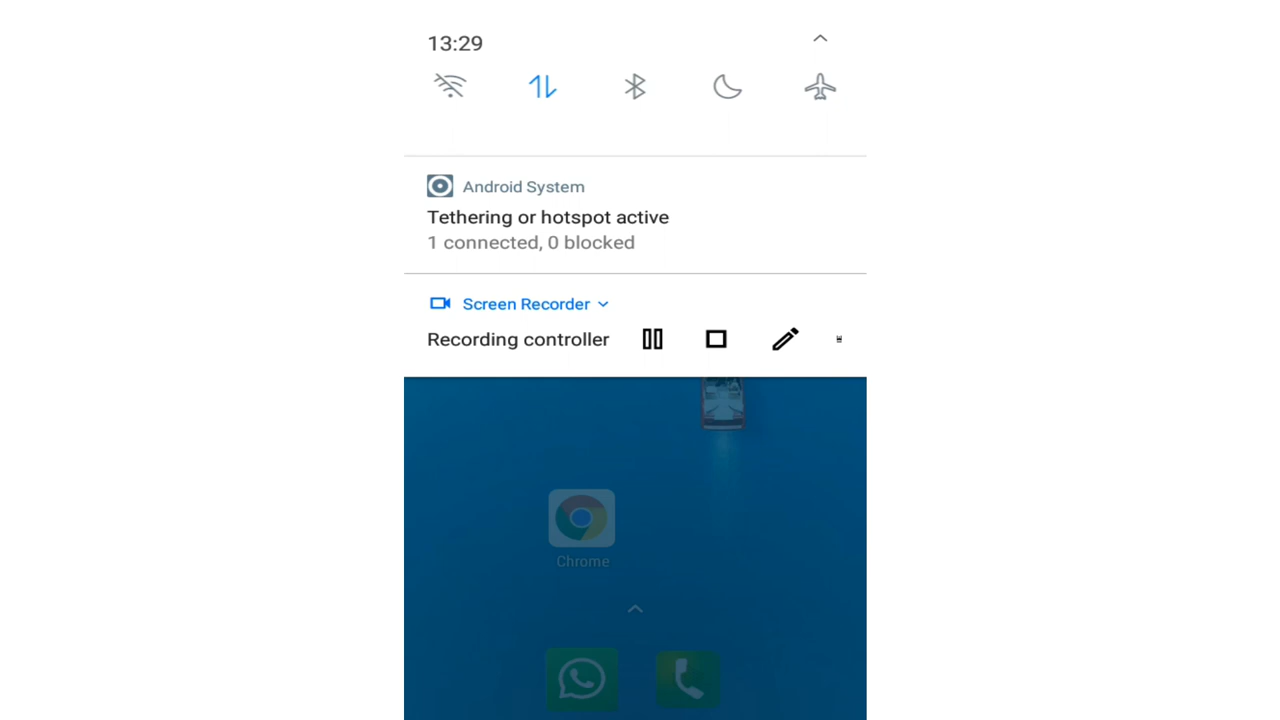 13:29
Android System
Tethering or hotspot active
1 connected, 0 blocked
Screen Recorder
Recording controller
Chrome